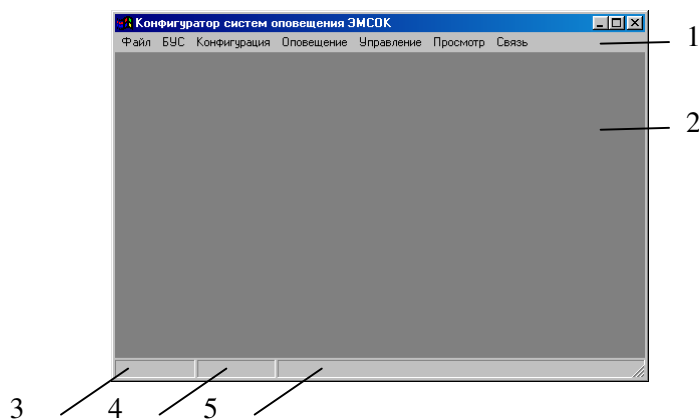 Конфигуратор систем оповещения ЭМСОК
Файл БУС Конфигурация Оповещение Управление Просмотр Связь
1
2
3 4 5